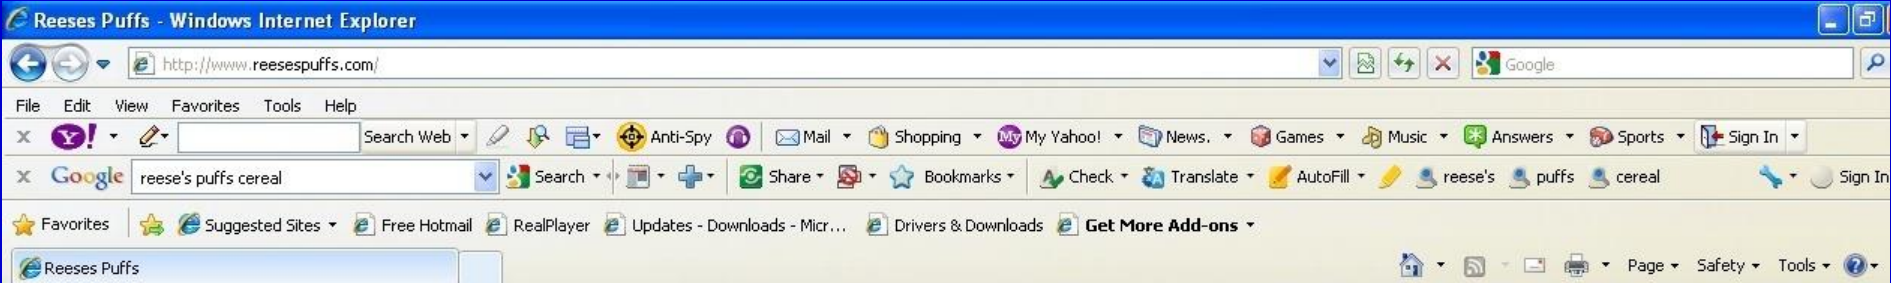 Reeses Puffs - Windows Internet Explorer
http://www.reesespuffs.com/ Google
File Edit View Favorites Tools Help
x Y! Search Web Anti-Spy Mail Shopping My My Yahoo! News. Games Music Answers Sports Sign In
x Google reese's puffs cereal Search Share Bookmarks Check Translate AutoFill reese's puffs cereal Sign In
Favorites Suggested Sites Free Hotmail RealPlayer Updates - Downloads - Micr... Drivers & Downloads Get More Add-ons
Reeses Puffs Page Safety Tools